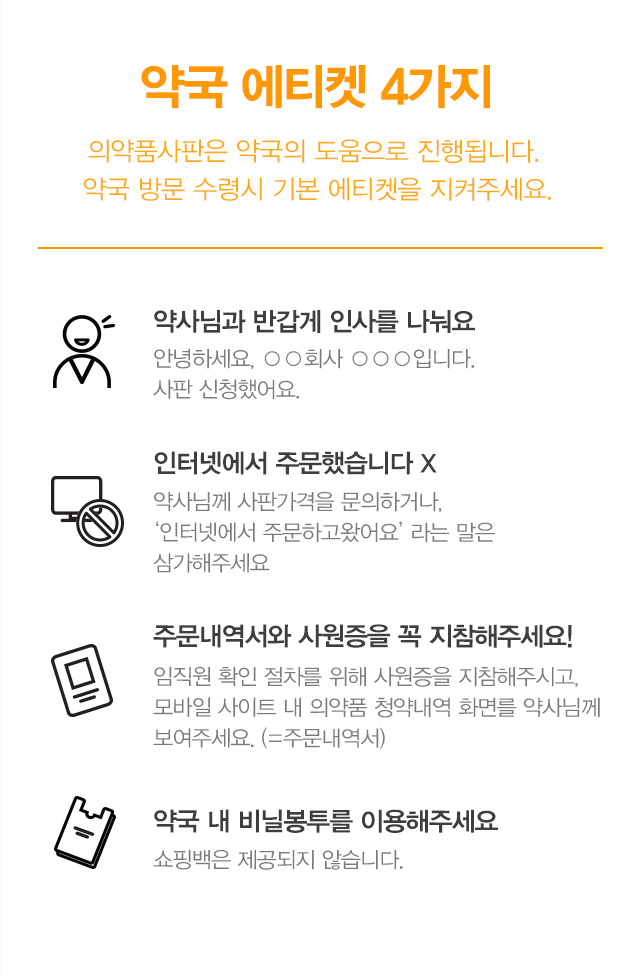 약국 에티켓 4가지
의약품사판은 약국의 도움으로 진행됩니다.
약국 방문 수령시 기본 에티켓을 지켜주세요.
약사님과 반갑게 인사를 나눠요
안녕하세요, ○○회사 ○○○입니다.
사판 신청했어요.
인터넷에서 주문했습니다 X
약사님께 사판가격을 문의하거나,
‘인터넷에서 주문하고왔어요’ 라는 말은
삼가해주세요
주문내역서와 사원증을 꼭 지참해주세요!
임직원 확인 절차를 위해 사원증을 지참해주시고,
모바일 사이트 내 의약품 청약내역 화면를 약사님께
보여주세요. (=주문내역서)
약국 내 비닐봉투를 이용해주세요
쇼핑백은 제공되지 않습니다.